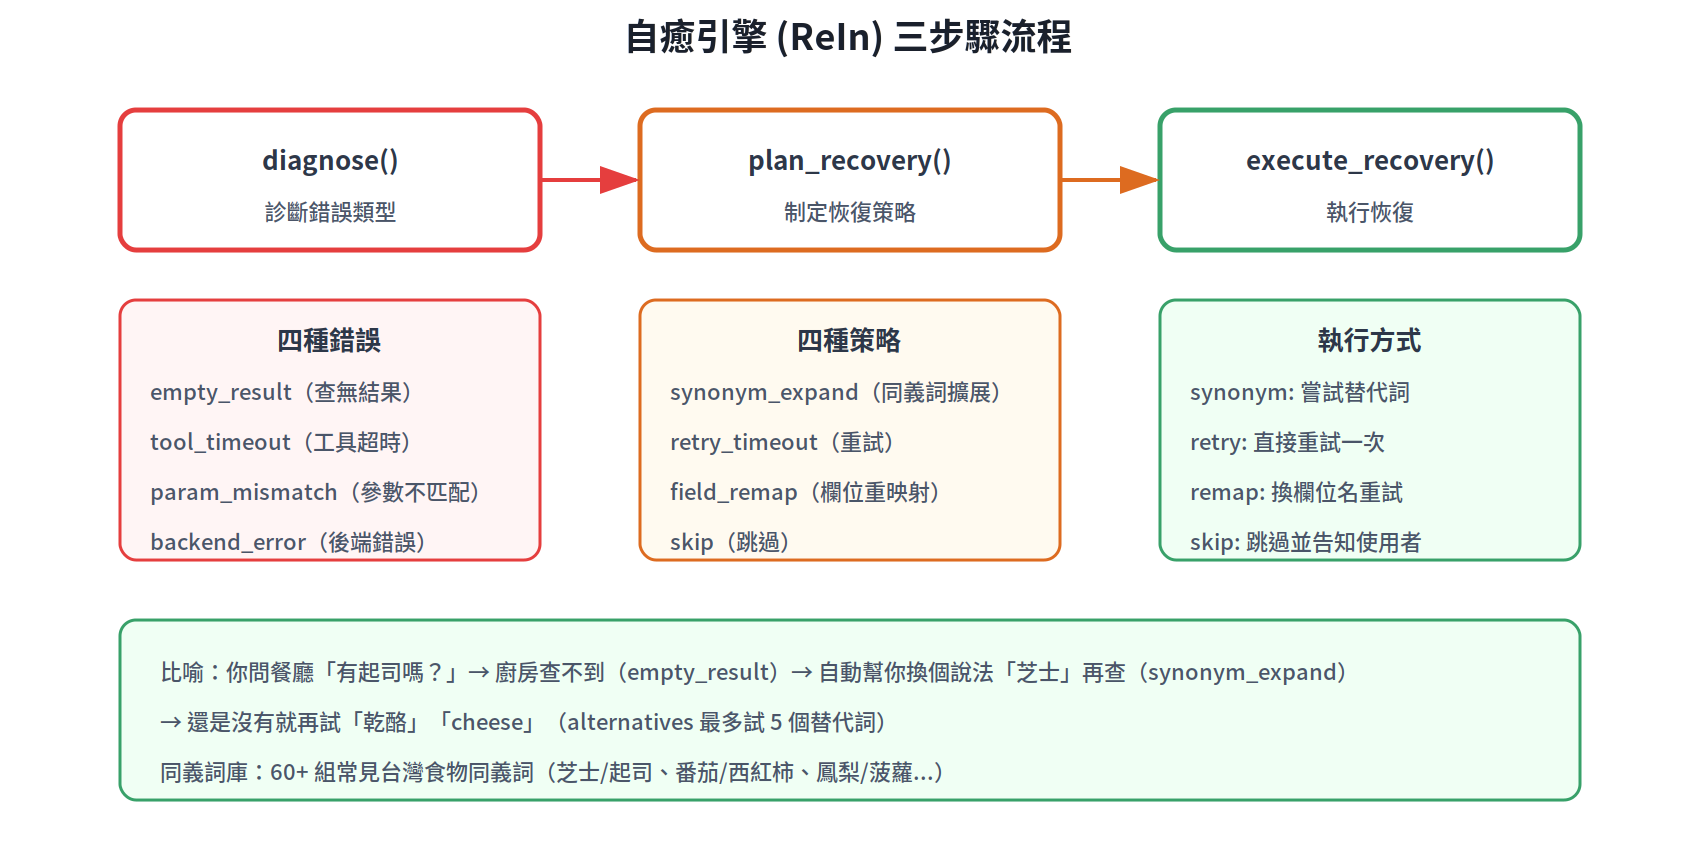 自癒引擎 (ReIn) 三步驟流程
diagnose()
診斷錯誤類型
plan_recovery()
制定恢復策略
execute_recovery()
執行恢復
四種錯誤
empty_result（查無結果）
tool_timeout（工具超時）
param_mismatch（參數不匹配）
backend_error（後端錯誤）
四種策略
synonym_expand（同義詞擴展）
retry_timeout（重試）
field_remap（欄位重映射）
skip（跳過）
執行方式
synonym: 嘗試替代詞
retry: 直接重試一次
remap: 換欄位名重試
skip: 跳過並告知使用者
比喻：你問餐廳「有起司嗎？」→ 廚房查不到（empty_result）→ 自動幫你換個說法「芝士」再查（synonym_expand）
→ 還是沒有就再試「乾酪」「cheese」（alternatives 最多試 5 個替代詞）
同義詞庫：60+ 組常見台灣食物同義詞（芝士/起司、番茄/西紅柿、鳳梨/菠蘿...）